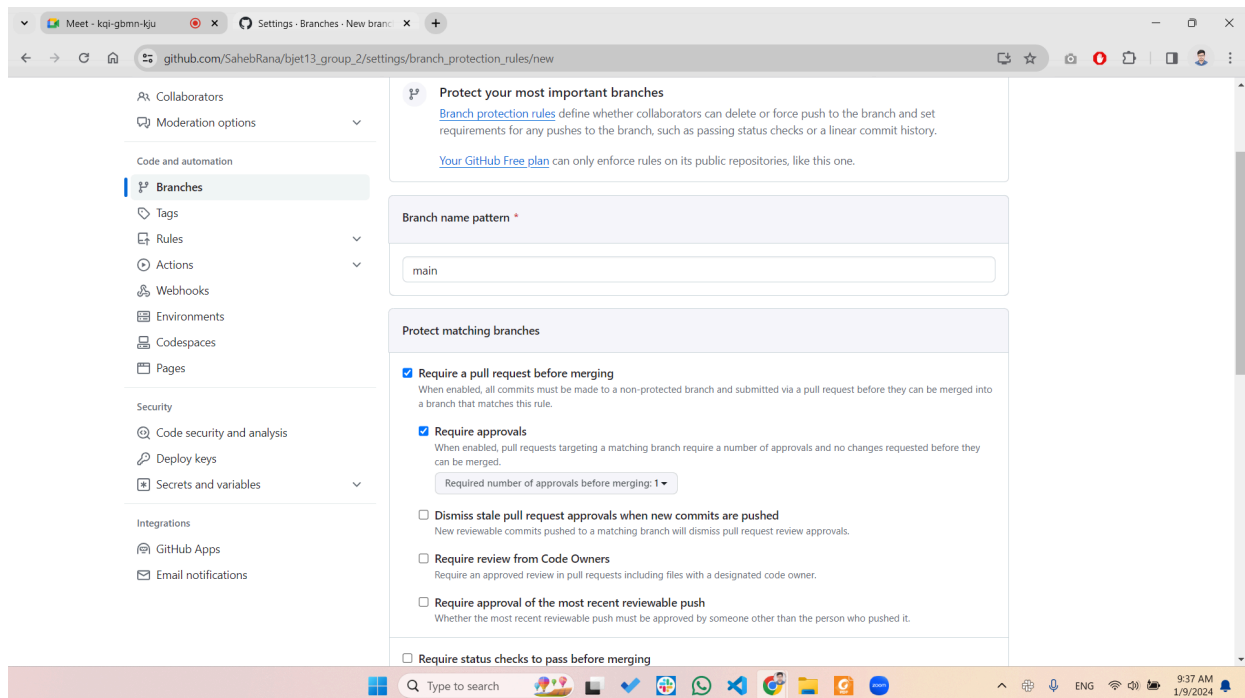 Meet - kqi-gbmn-kju
Settings · Branches · New branc
github.com/SahebRana/bjet13_group_2/settings/branch_protection_rules/new
Collaborators
Moderation options
Code and automation
Branches
Tags
Rules
Actions
Webhooks
Environments
Codespaces
Pages
Security
Code security and analysis
Deploy keys
Secrets and variables
Integrations
GitHub Apps
Email notifications
Protect your most important branches
Branch protection rules define whether collaborators can delete or force push to the branch and set
requirements for any pushes to the branch, such as passing status checks or a linear commit history.
Your GitHub Free plan can only enforce rules on its public repositories, like this one.
Branch name pattern *
main
Protect matching branches
Require a pull request before merging
When enabled, all commits must be made to a non-protected branch and submitted via a pull request before they can be merged into
a branch that matches this rule.
Require approvals
When enabled, pull requests targeting a matching branch require a number of approvals and no changes requested before they
can be merged.
Required number of approvals before merging: 1
Dismiss stale pull request approvals when new commits are pushed
New reviewable commits pushed to a matching branch will dismiss pull request review approvals.
Require review from Code Owners
Require an approved review in pull requests including files with a designated code owner.
Require approval of the most recent reviewable push
Whether the most recent reviewable push must be approved by someone other than the person who pushed it.
Require status checks to pass before merging
Type to search
zoom
ENG
9:37 AM
1/9/2024